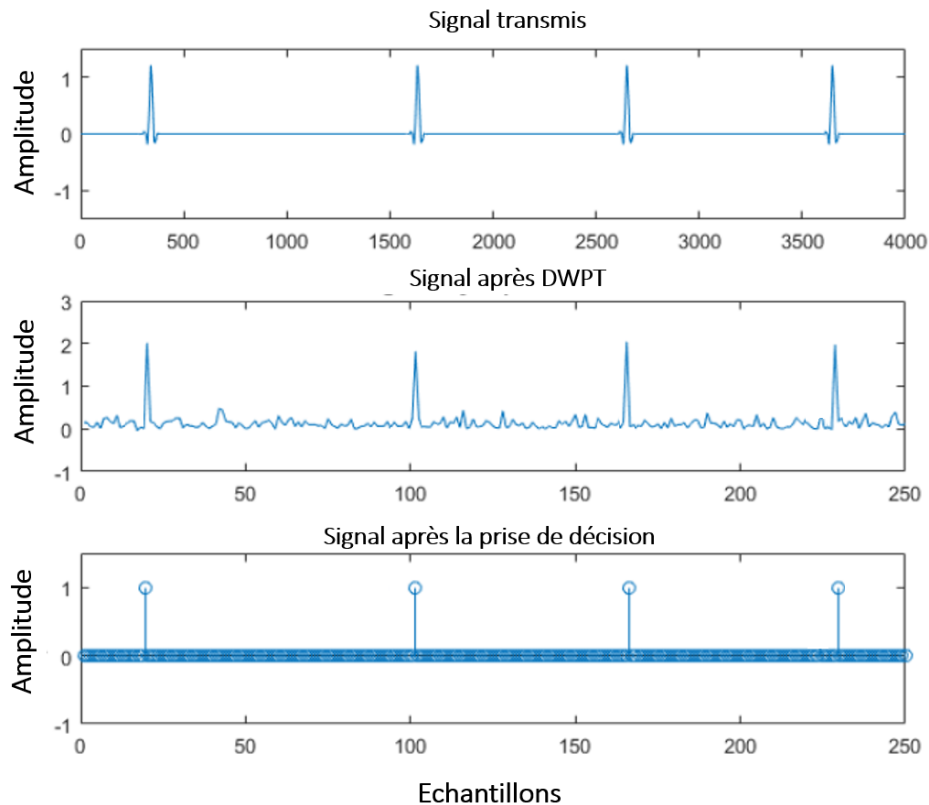 Signal transmis
Amplitude
1
0
-1
0 500 1000 1500 2000 2500 3000 3500 4000
Signal après DWPT
Amplitude
3
2
1
0
-1
0 50 100 150 200 250
Signal après la prise de décision
Amplitude
1
0
-1
0 50 100 150 200 250
Echantillons